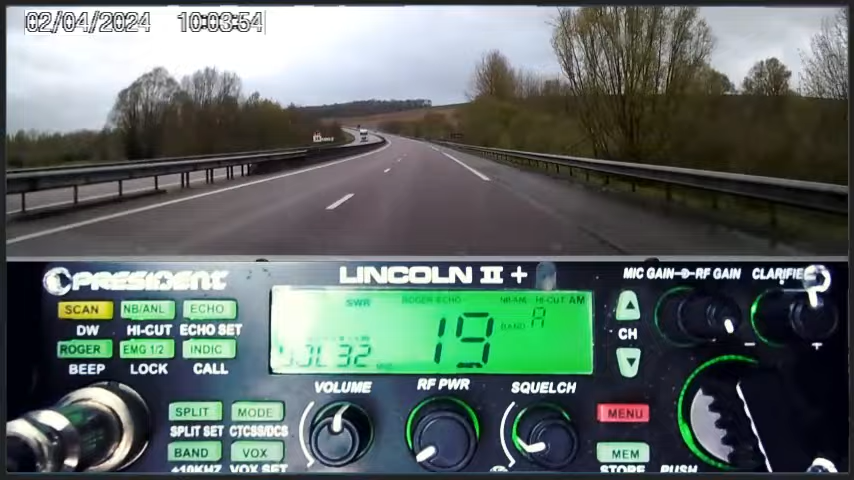 02/04/2024 10:03:54
PRESIDENT LINCOLN II + MIC GAIN RF GAIN CLARIFIE
SCAN NB/ANL ECHO
DW HI-CUT ECHO SET
SWR ROGER ECHO NB/ANL HI-CUT AM
19 BAND A
CH
ROGER EMG 1/2 INDIC
BEEP LOCK CALL
VOL 32
VOLUME RF PWR SQUELCH
SPLIT MODE MENU
SPLIT SET CTCSS/DCS
BAND VOX MEM
+10KHZ VOX SET STORE PUSH